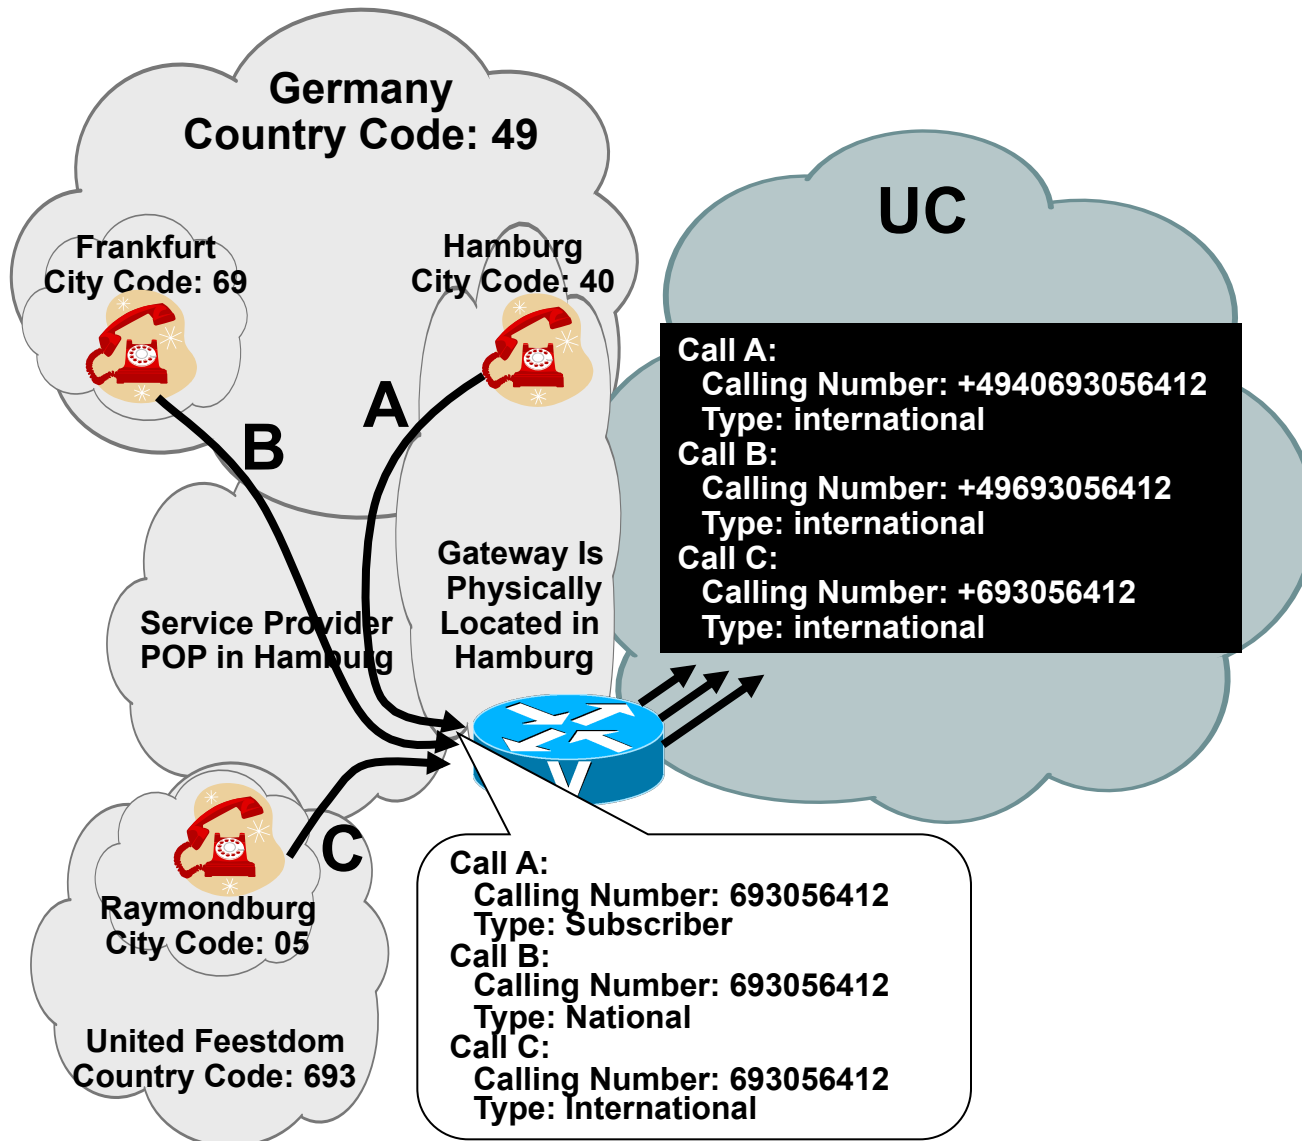 Germany
Country Code: 49
Frankfurt
City Code: 69
Hamburg
City Code: 40
UC
A
B
Call A:
Calling Number: +4940693056412
Type: international
Call B:
Calling Number: +49693056412
Type: international
Call C:
Calling Number: +693056412
Type: international
Service Provider
POP in Hamburg
Gateway Is
Physically
Located in
Hamburg
V
C
Raymondburg
City Code: 05
United Feestdom
Country Code: 693
Call A:
Calling Number: 693056412
Type: Subscriber
Call B:
Calling Number: 693056412
Type: National
Call C:
Calling Number: 693056412
Type: International